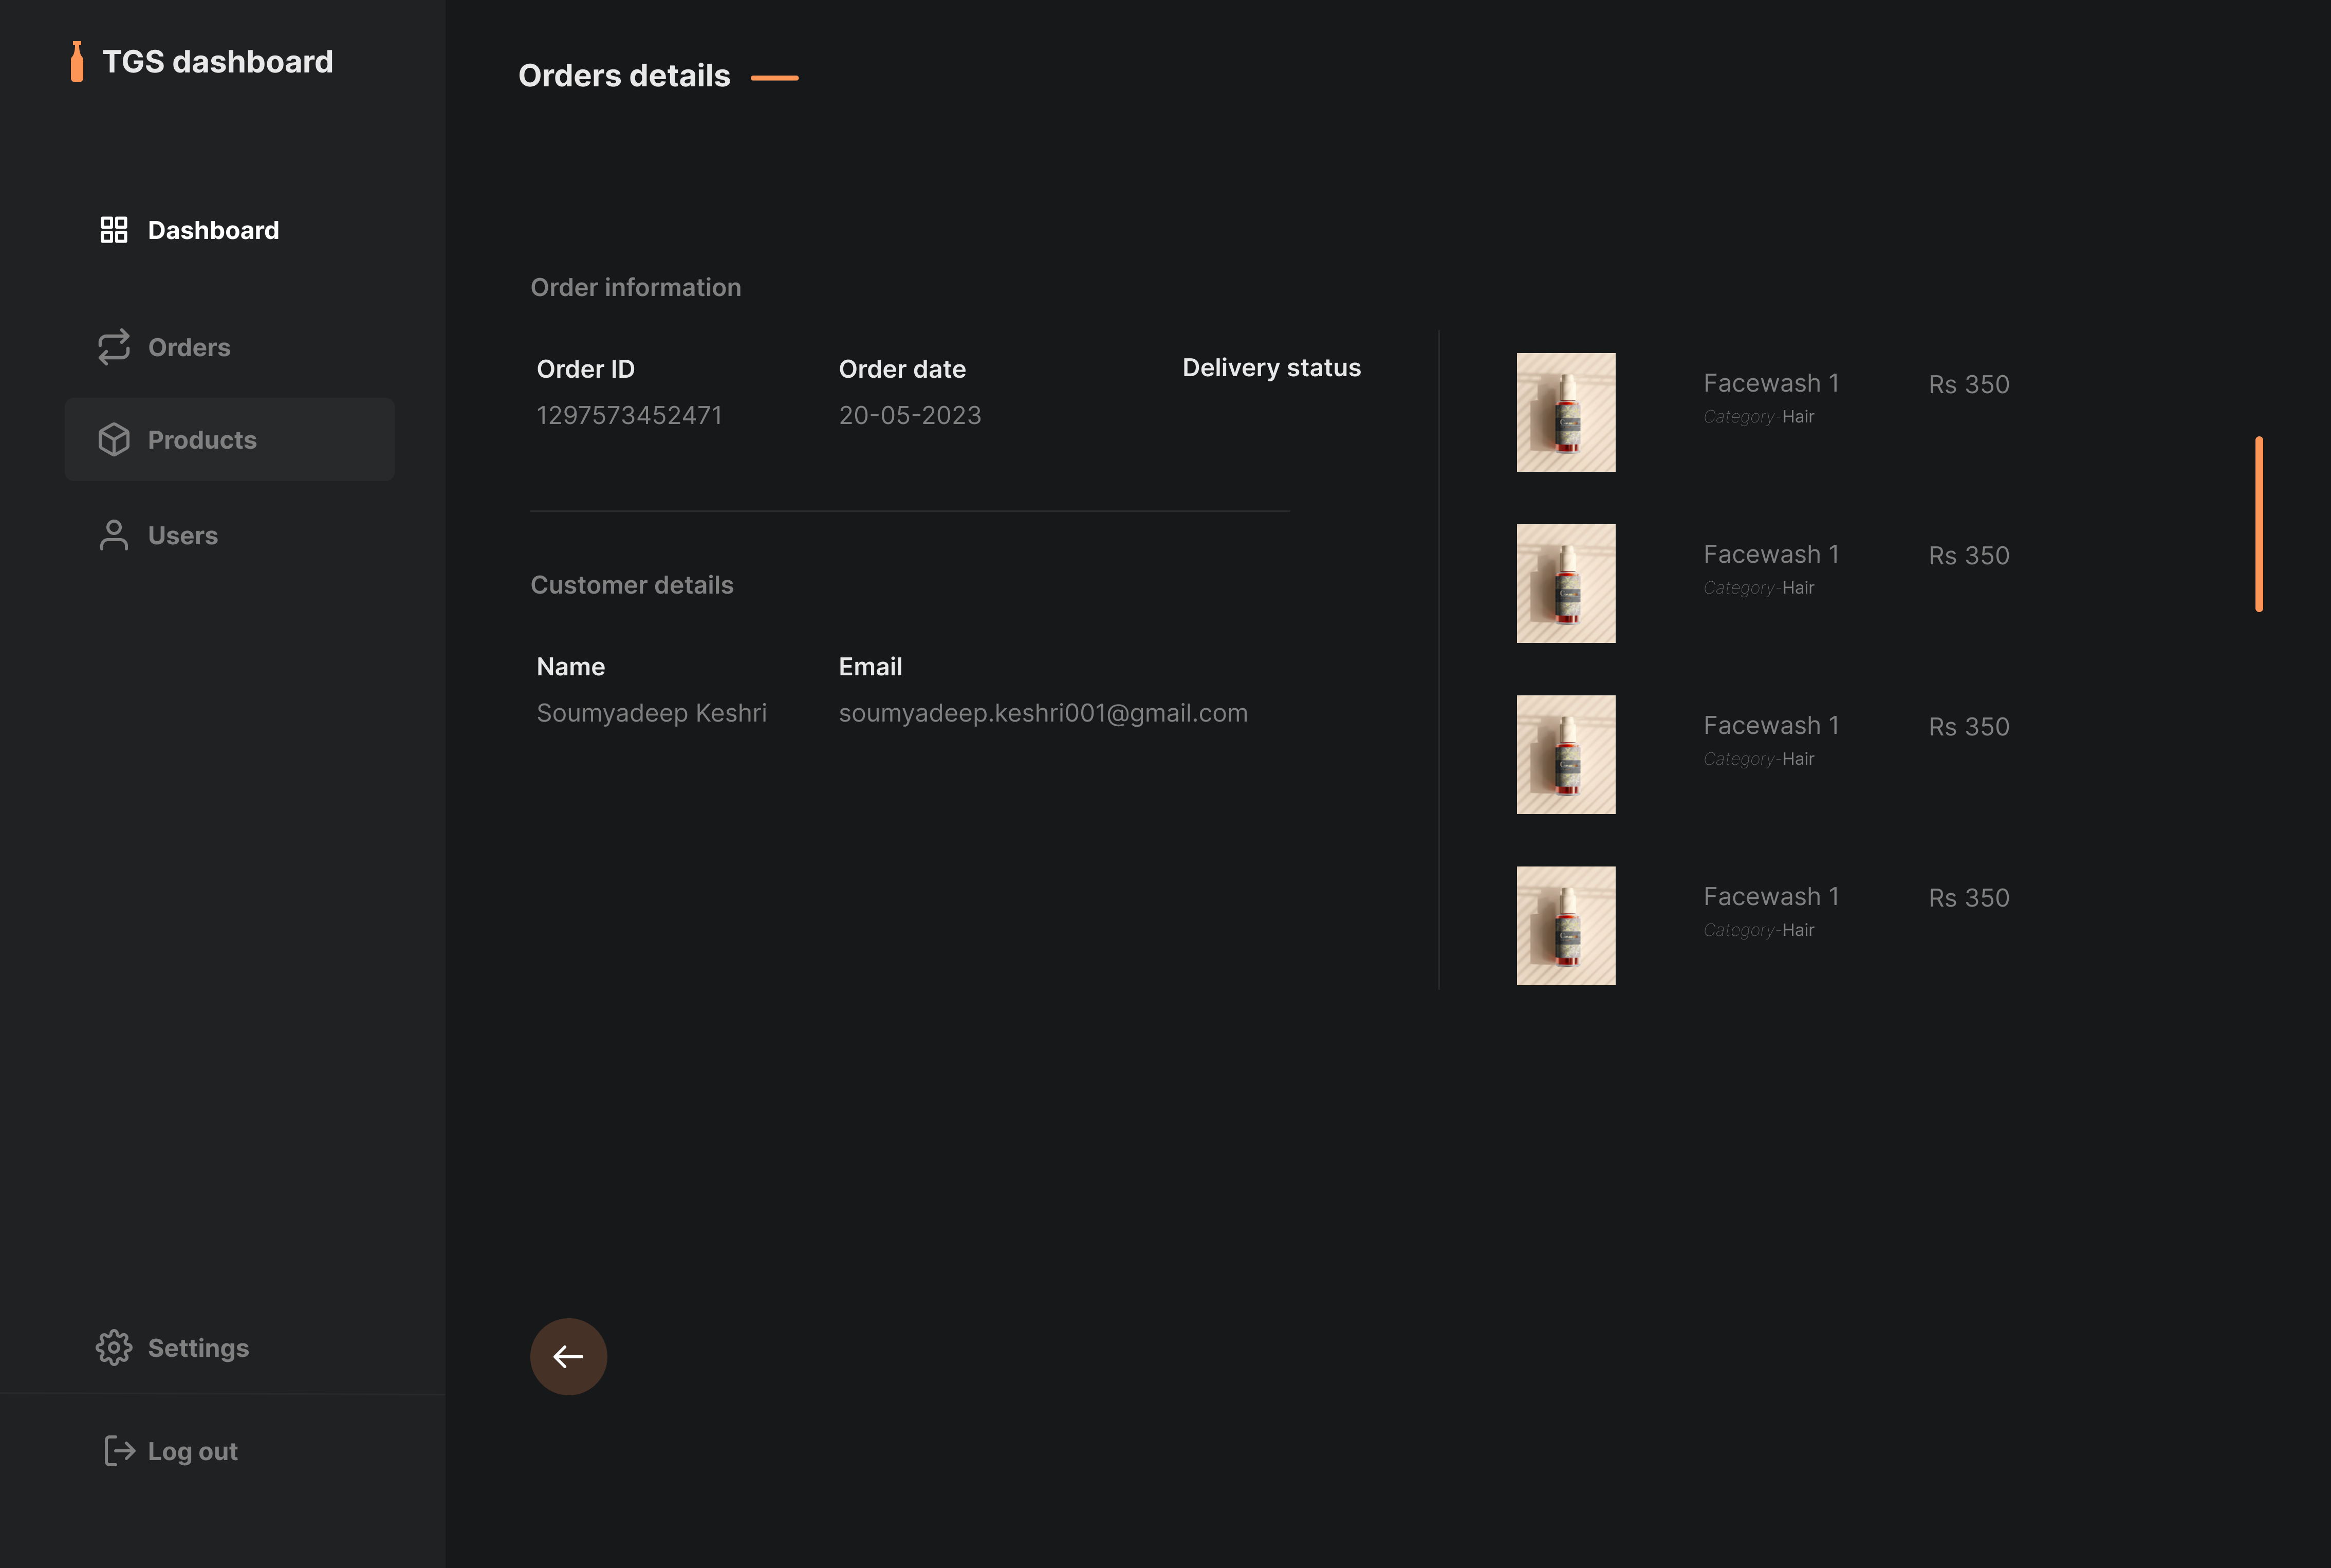 TGS dashboard
Dashboard
Orders
Products
Users
Settings
Log out
Orders details
Order information
Order ID
1297573452471
Order date
20-05-2023
Delivery status
Customer details
Name
Soumyadeep Keshri
Email
soumyadeep.keshri001@gmail.com
Facewash 1
Category-Hair
Rs 350
Facewash 1
Category-Hair
Rs 350
Facewash 1
Category-Hair
Rs 350
Facewash 1
Category-Hair
Rs 350